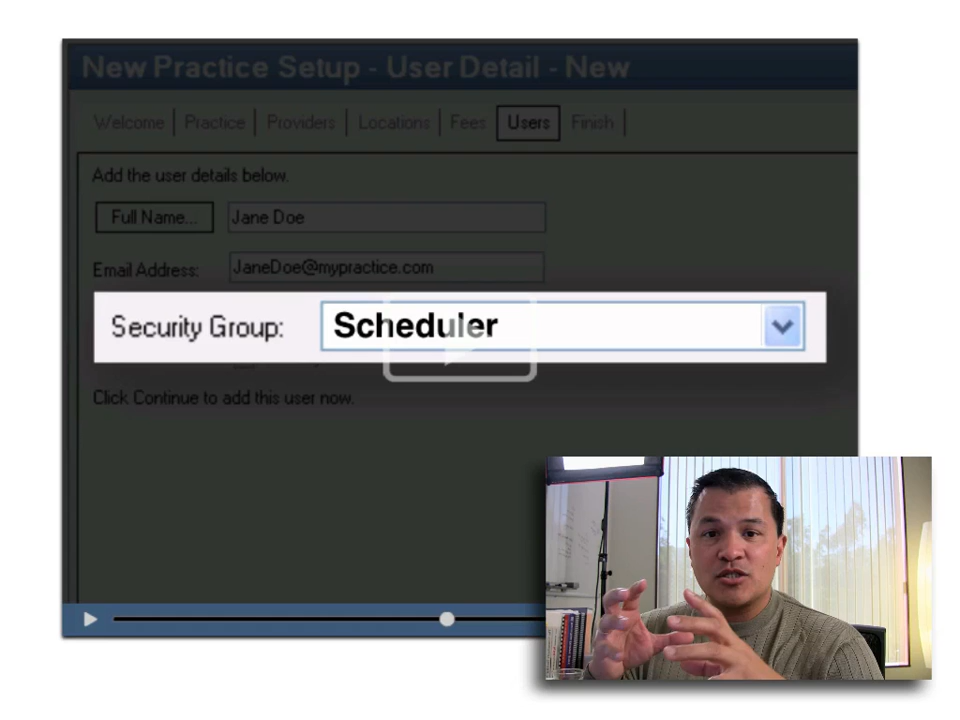 New Practice Setup - User Detail - New
Welcome | Practice | Providers | Locations | Fees | Users | Finish |
Add the user details below.
Full Name... Jane Doe
Email Address: JaneDoe@mypractice.com
Security Group: Scheduler
Click Continue to add this user now.